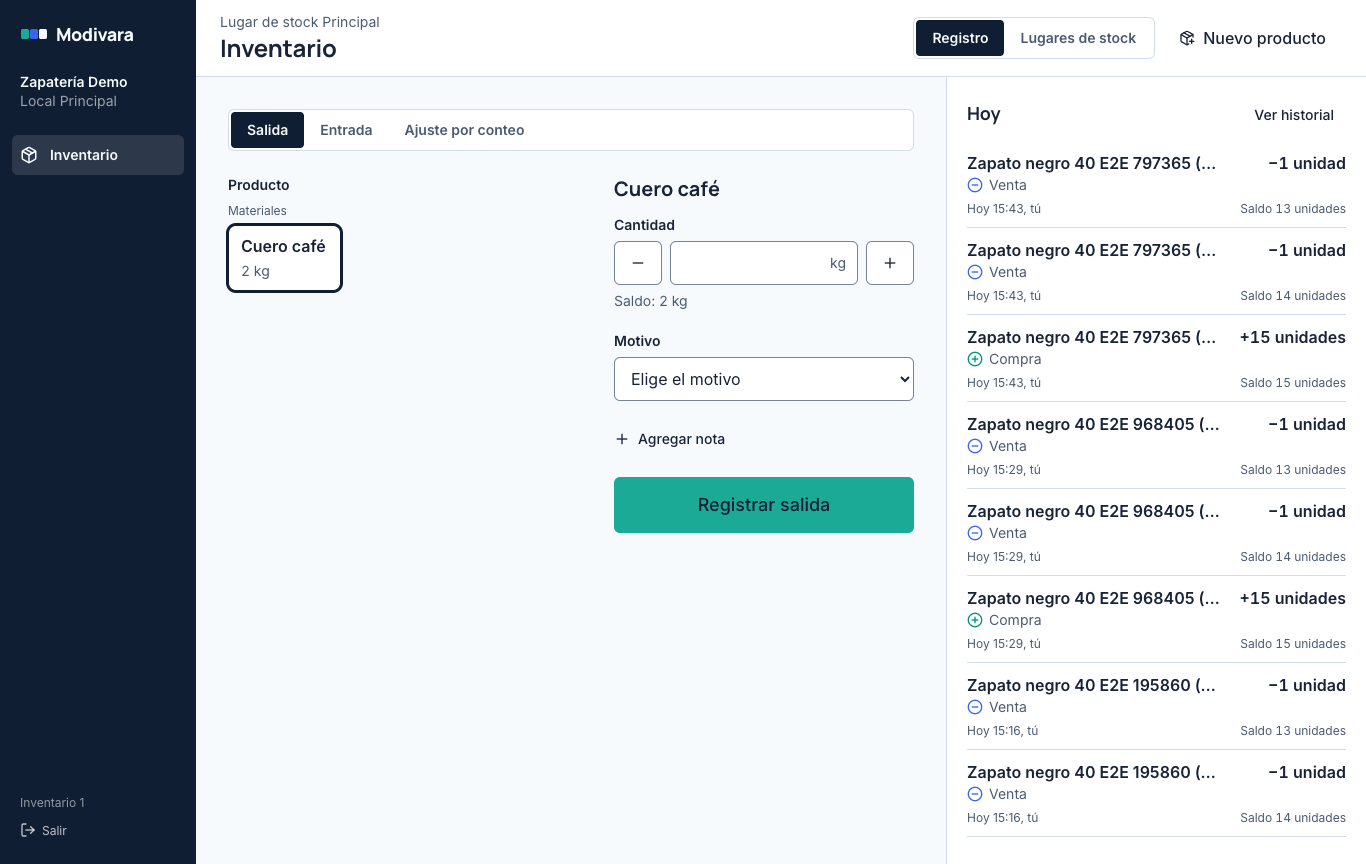 Modivara
Zapatería Demo
Local Principal
Inventario
Inventario 1
Salir
Lugar de stock Principal
Inventario
Registro
Lugares de stock
Nuevo producto
Salida
Entrada
Ajuste por conteo
Producto
Materiales
Cuero café
2 kg
Cuero café
Cantidad
−
kg
+
Saldo: 2 kg
Motivo
Elige el motivo
+ Agregar nota
Registrar salida
Hoy
Ver historial
Zapato negro 40 E2E 797365 (... −1 unidad
Venta
Hoy 15:43, tú Saldo 13 unidades
Zapato negro 40 E2E 797365 (... −1 unidad
Venta
Hoy 15:43, tú Saldo 14 unidades
Zapato negro 40 E2E 797365 (... +15 unidades
Compra
Hoy 15:43, tú Saldo 15 unidades
Zapato negro 40 E2E 968405 (... −1 unidad
Venta
Hoy 15:29, tú Saldo 13 unidades
Zapato negro 40 E2E 968405 (... −1 unidad
Venta
Hoy 15:29, tú Saldo 14 unidades
Zapato negro 40 E2E 968405 (... +15 unidades
Compra
Hoy 15:29, tú Saldo 15 unidades
Zapato negro 40 E2E 195860 (... −1 unidad
Venta
Hoy 15:16, tú Saldo 13 unidades
Zapato negro 40 E2E 195860 (... −1 unidad
Venta
Hoy 15:16, tú Saldo 14 unidades